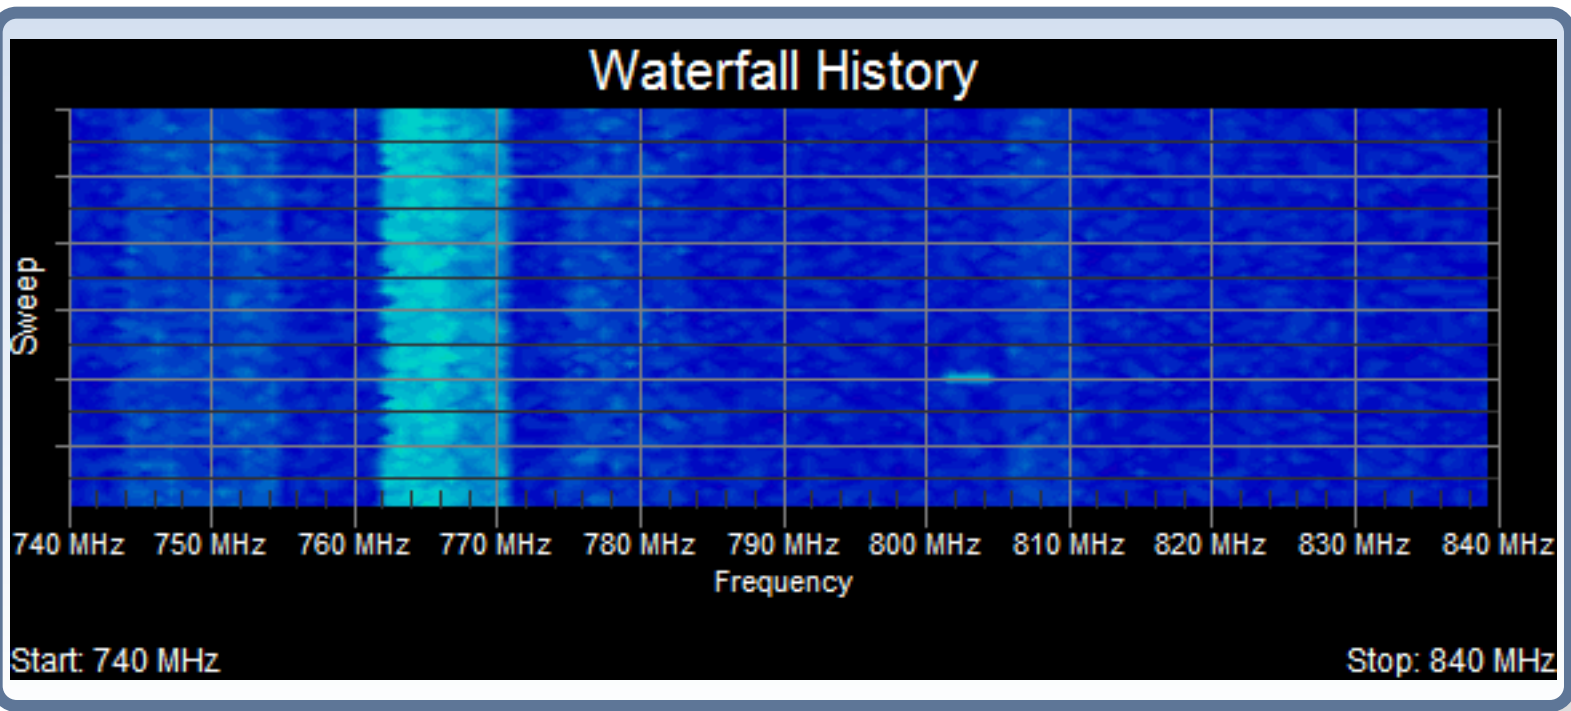 Waterfall History
Sweep
740 MHz 750 MHz 760 MHz 770 MHz 780 MHz 790 MHz 800 MHz 810 MHz 820 MHz 830 MHz 840 MHz
Frequency
Start: 740 MHz Stop: 840 MHz